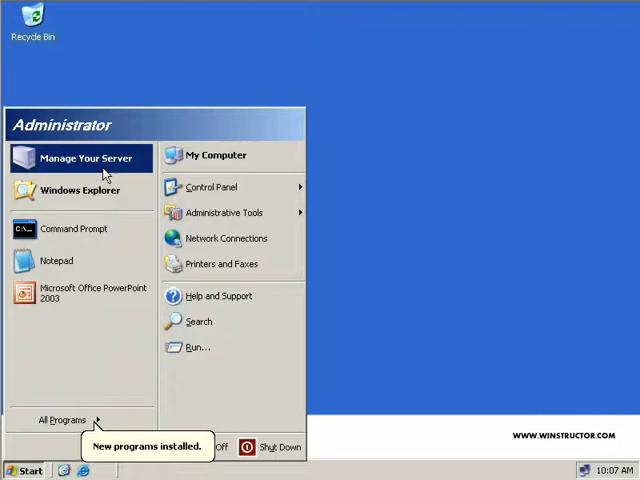 Recycle Bin
Administrator
Manage Your Server
Windows Explorer
Command Prompt
Notepad
Microsoft Office PowerPoint
2003
All Programs
My Computer
Control Panel
Administrative Tools
Network Connections
Printers and Faxes
Help and Support
Search
Run...
New programs installed.
Off
Shut Down
WWW.WINSTRUCTOR.COM
Start
10:07 AM